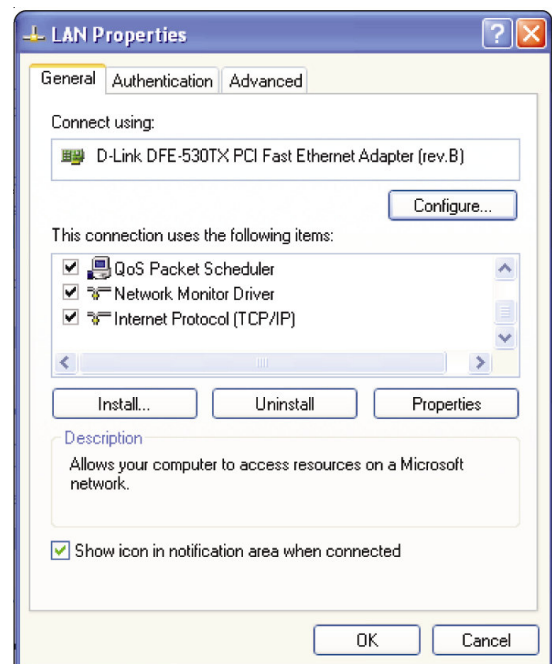 LAN Properties
General Authentication Advanced
Connect using:
D-Link DFE-530TX PCI Fast Ethernet Adapter (rev.B)
Configure...
This connection uses the following items:
QoS Packet Scheduler
Network Monitor Driver
Internet Protocol (TCP/IP)
Install... Uninstall Properties
Description
Allows your computer to access resources on a Microsoft
network.
Show icon in notification area when connected
OK Cancel